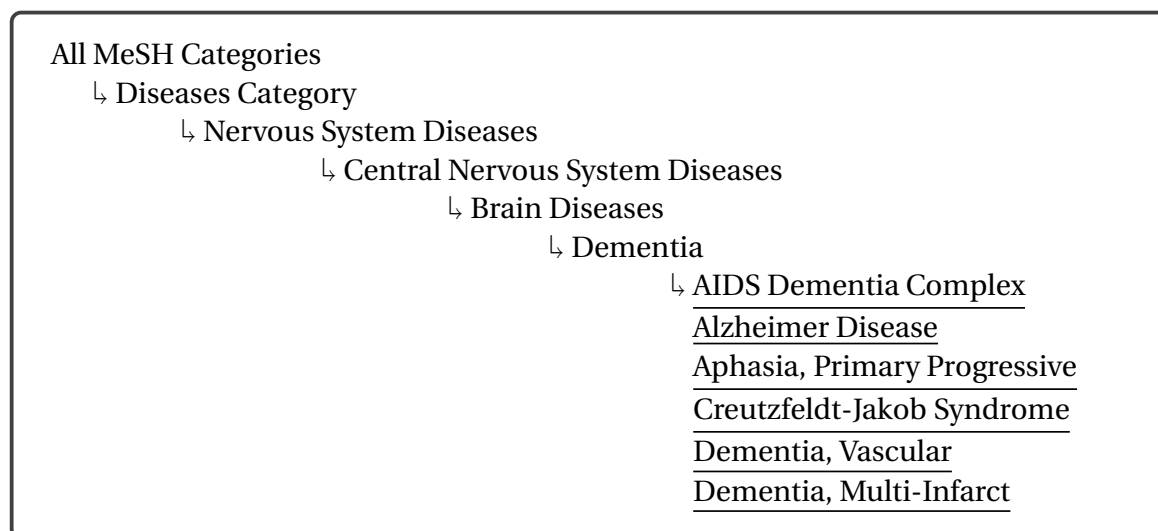 All MeSH Categories
↳ Diseases Category
↳ Nervous System Diseases
↳ Central Nervous System Diseases
↳ Brain Diseases
↳ Dementia
↳ AIDS Dementia Complex
Alzheimer Disease
Aphasia, Primary Progressive
Creutzfeldt-Jakob Syndrome
Dementia, Vascular
Dementia, Multi-Infarct